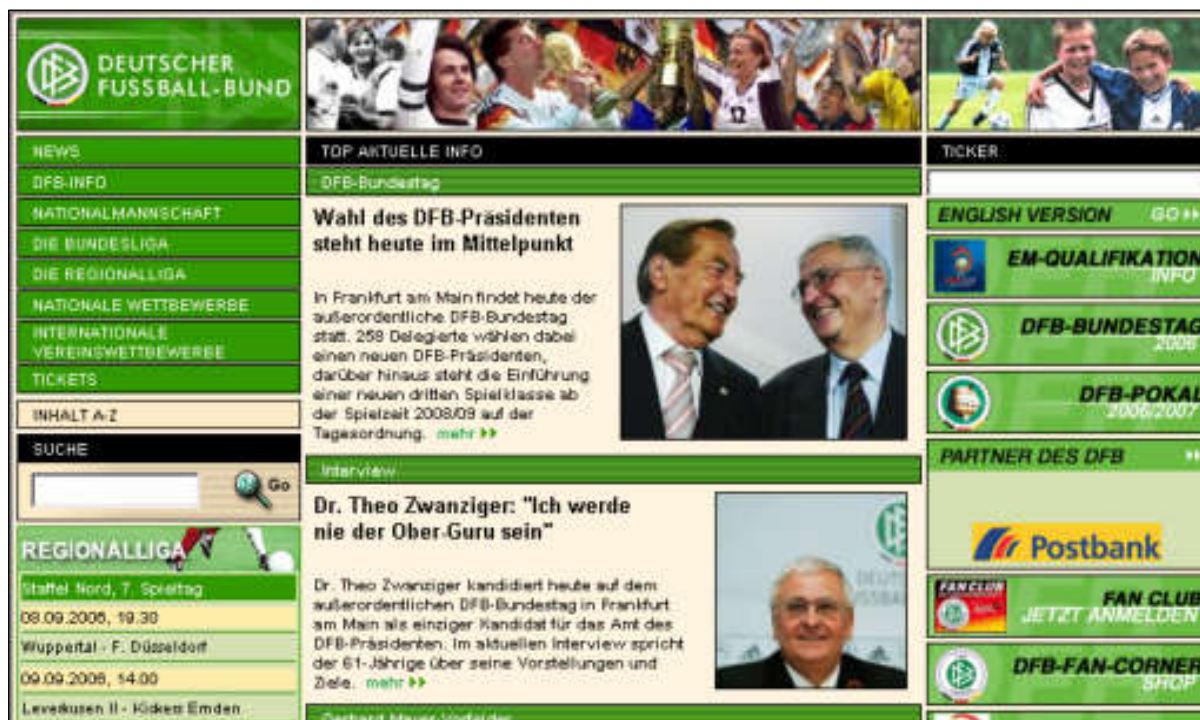 DEUTSCHER
FUSSBALL-BUND
NEWS
DFB-INFO
NATIONALMANNSCHAFT
DIE BUNDESLIGA
DIE REGIONALLIGA
NATIONALE WETTBEWERBE
INTERNATIONALE
VEREINSWETTBEWERBE
TICKETS
INHALT A-Z
SUCHE
Go
REGIONALLIGA
Staffel Nord, 7. Spieltag
08.09.2006, 19.30
Wuppertal - F. Düsseldorf
09.09.2006, 14.00
Leverkusen II - Kickers Emden
TOP AKTUELLE INFO
DFB-Bundestag
Wahl des DFB-Präsidenten
steht heute im Mittelpunkt
In Frankfurt am Main findet heute der
außerordentliche DFB-Bundestag
statt. 258 Delegierte wählen dabei
einen neuen DFB-Präsidenten,
darüber hinaus steht die Einführung
einer neuen dritten Spielklasse ab
der Spielzeit 2008/09 auf der
Tagesordnung. mehr
Interview
Dr. Theo Zwanziger: "Ich werde
nie der Ober-Guru sein"
Dr. Theo Zwanziger kandidiert heute auf dem
außerordentlichen DFB-Bundestag in Frankfurt
am Main als einziger Kandidat für das Amt des
DFB-Präsidenten. Im aktuellen Interview spricht
der 61-Jährige über seine Vorstellungen und
Ziele. mehr
TICKER
ENGLISH VERSION GO
EM-QUALIFIKATION
INFO
DFB-BUNDESTAG
2006
DFB-POKAL
2006/2007
PARTNER DES DFB
Postbank
FANCLUB
FAN CLUB
JETZT ANMELDEN
DFB-FAN-CORNER
SHOP